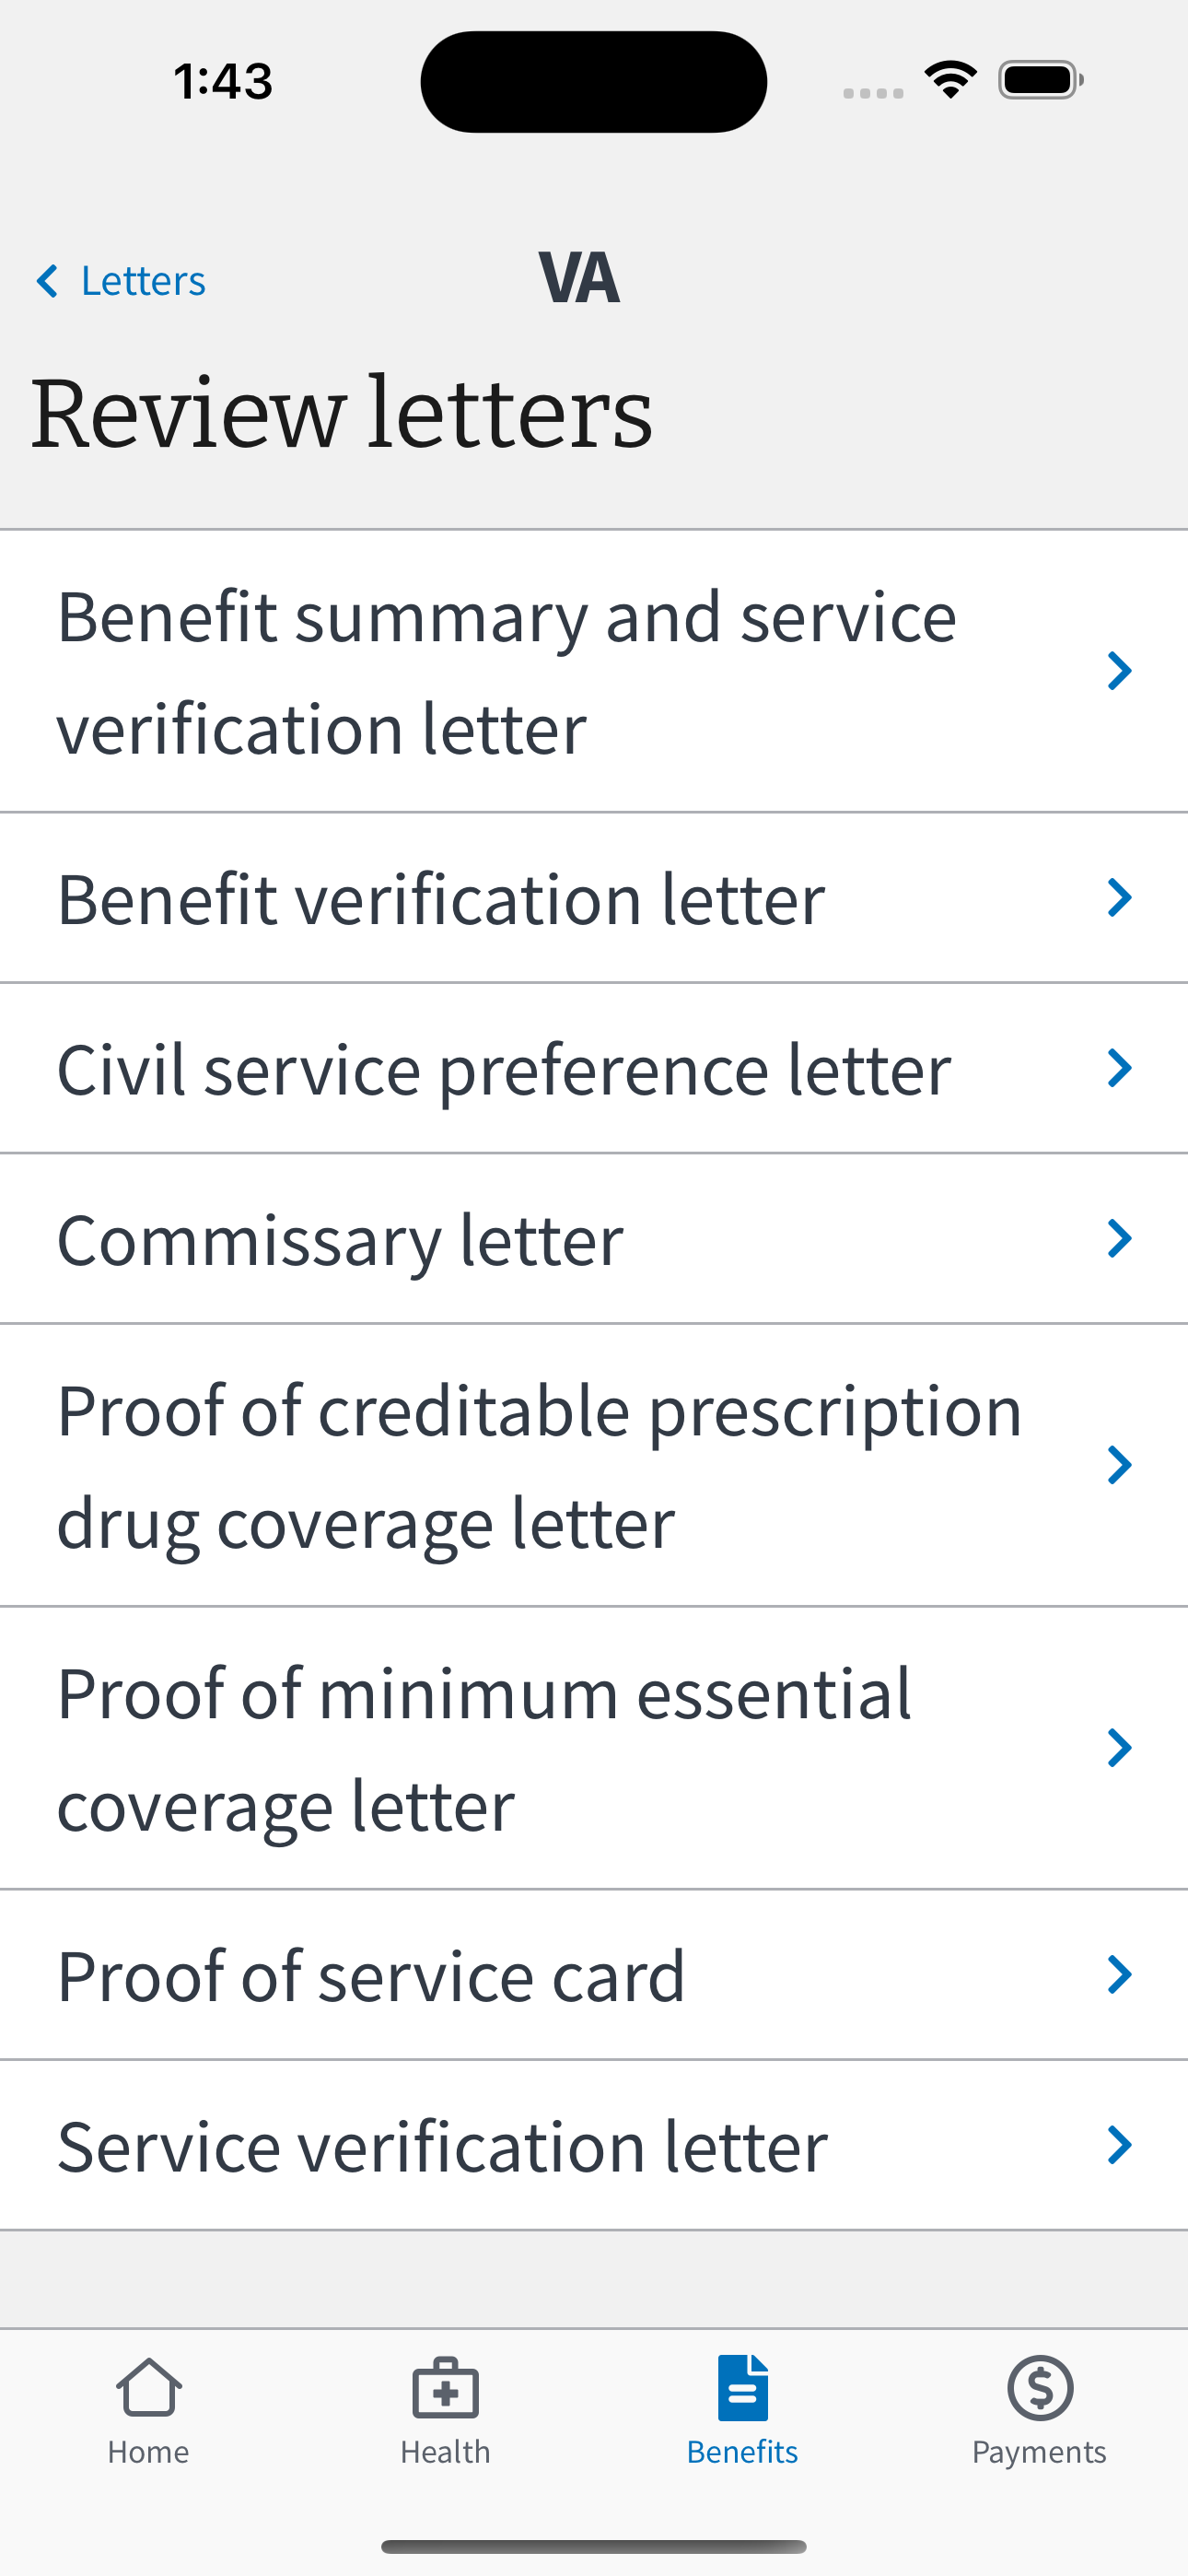 1:43
Letters
VA
Review letters
Benefit summary and service
verification letter
Benefit verification letter
Civil service preference letter
Commissary letter
Proof of creditable prescription
drug coverage letter
Proof of minimum essential
coverage letter
Proof of service card
Service verification letter
Home
Health
Benefits
Payments